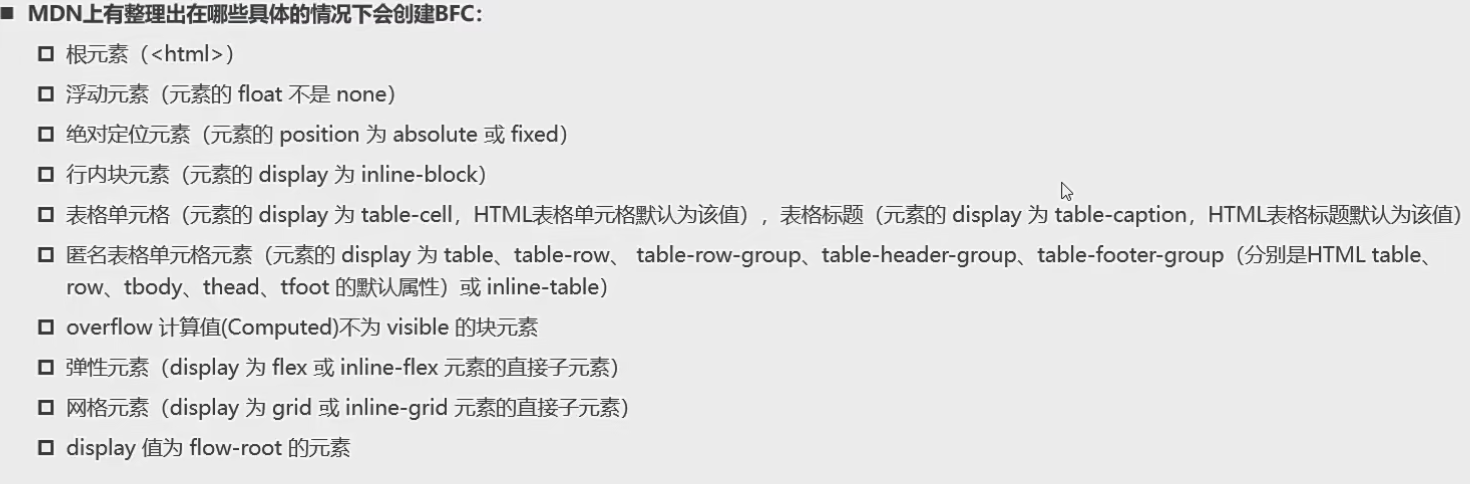 MDN上有整理出在哪些具体的情况下会创建BFC：
根元素（<html>）
浮动元素（元素的 float 不是 none）
绝对定位元素（元素的 position 为 absolute 或 fixed）
行内块元素（元素的 display 为 inline-block）
表格单元格（元素的 display 为 table-cell，HTML表格单元格默认为该值），表格标题（元素的 display 为 table-caption，HTML表格标题默认为该值）
匿名表格单元格元素（元素的 display 为 table、table-row、 table-row-group、table-header-group、table-footer-group（分别是HTML table、
row、tbody、thead、tfoot 的默认属性）或 inline-table）
overflow 计算值(Computed)不为 visible 的块元素
弹性元素（display 为 flex 或 inline-flex 元素的直接子元素）
网格元素（display 为 grid 或 inline-grid 元素的直接子元素）
display 值为 flow-root 的元素